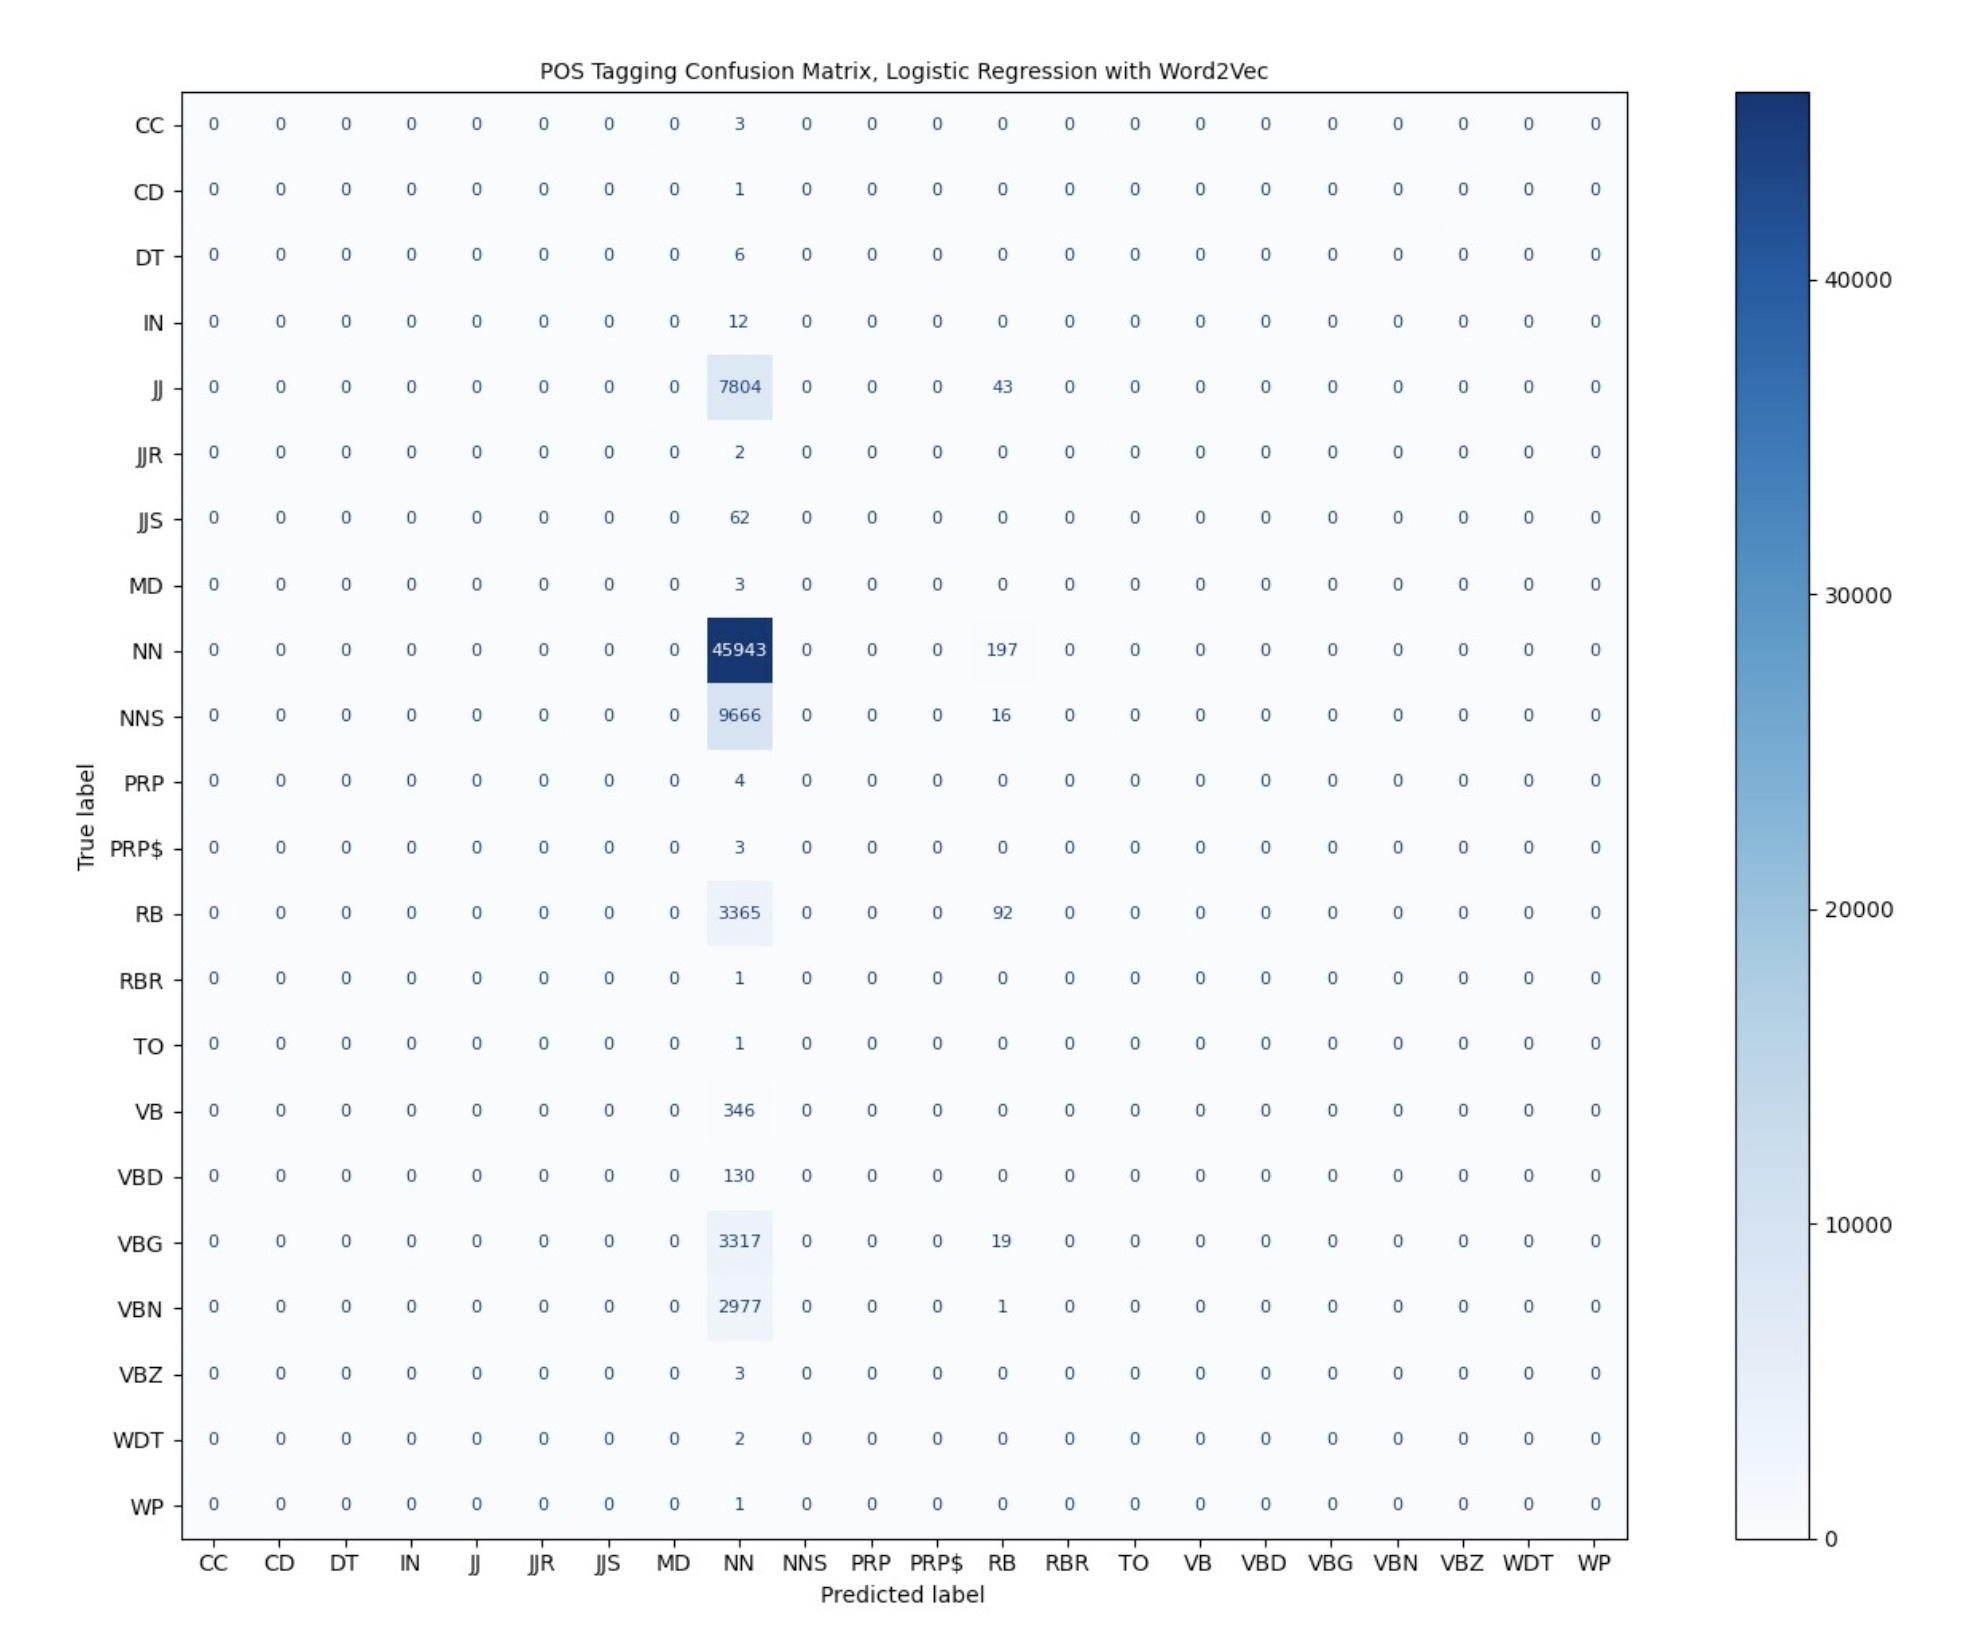 POS Tagging Confusion Matrix, Logistic Regression with Word2Vec
CC 0 0 0 0 0 0 0 0 3 0 0 0 0 0 0 0 0 0 0 0 0 0
CD 0 0 0 0 0 0 0 0 1 0 0 0 0 0 0 0 0 0 0 0 0 0
DT 0 0 0 0 0 0 0 0 6 0 0 0 0 0 0 0 0 0 0 0 0 0
IN 0 0 0 0 0 0 0 0 12 0 0 0 0 0 0 0 0 0 0 0 0 0
JJ 0 0 0 0 0 0 0 0 7804 0 0 0 43 0 0 0 0 0 0 0 0 0
JJR 0 0 0 0 0 0 0 0 2 0 0 0 0 0 0 0 0 0 0 0 0 0
JJS 0 0 0 0 0 0 0 0 62 0 0 0 0 0 0 0 0 0 0 0 0 0
MD 0 0 0 0 0 0 0 0 3 0 0 0 0 0 0 0 0 0 0 0 0 0
NN 0 0 0 0 0 0 0 0 45943 0 0 0 197 0 0 0 0 0 0 0 0 0
NNS 0 0 0 0 0 0 0 0 9666 0 0 0 16 0 0 0 0 0 0 0 0 0
PRP 0 0 0 0 0 0 0 0 4 0 0 0 0 0 0 0 0 0 0 0 0 0
PRP$ 0 0 0 0 0 0 0 0 3 0 0 0 0 0 0 0 0 0 0 0 0 0
RB 0 0 0 0 0 0 0 0 3365 0 0 0 92 0 0 0 0 0 0 0 0 0
RBR 0 0 0 0 0 0 0 0 1 0 0 0 0 0 0 0 0 0 0 0 0 0
TO 0 0 0 0 0 0 0 0 1 0 0 0 0 0 0 0 0 0 0 0 0 0
VB 0 0 0 0 0 0 0 0 346 0 0 0 0 0 0 0 0 0 0 0 0 0
VBD 0 0 0 0 0 0 0 0 130 0 0 0 0 0 0 0 0 0 0 0 0 0
VBG 0 0 0 0 0 0 0 0 3317 0 0 0 19 0 0 0 0 0 0 0 0 0
VBN 0 0 0 0 0 0 0 0 2977 0 0 0 1 0 0 0 0 0 0 0 0 0
VBZ 0 0 0 0 0 0 0 0 3 0 0 0 0 0 0 0 0 0 0 0 0 0
WDT 0 0 0 0 0 0 0 0 2 0 0 0 0 0 0 0 0 0 0 0 0 0
WP 0 0 0 0 0 0 0 0 1 0 0 0 0 0 0 0 0 0 0 0 0 0
CC CD DT IN JJ JJR JJS MD NN NNS PRP PRP$ RB RBR TO VB VBD VBG VBN VBZ WDT WP
Predicted label
True label
40000
30000
20000
10000
0